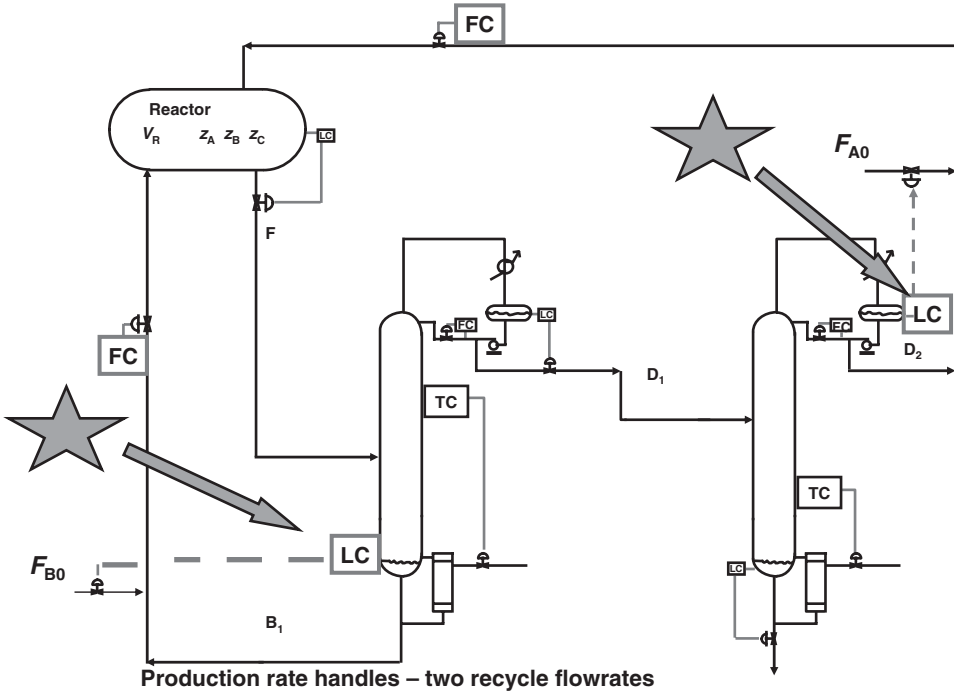 FC
Reactor
V_R z_A z_B z_C
LC
F_A0
F
FC
LC
FC
EC
LC
D_2
FC
D_1
TC
TC
LC
F_B0
LC
B_1
Production rate handles – two recycle flowrates